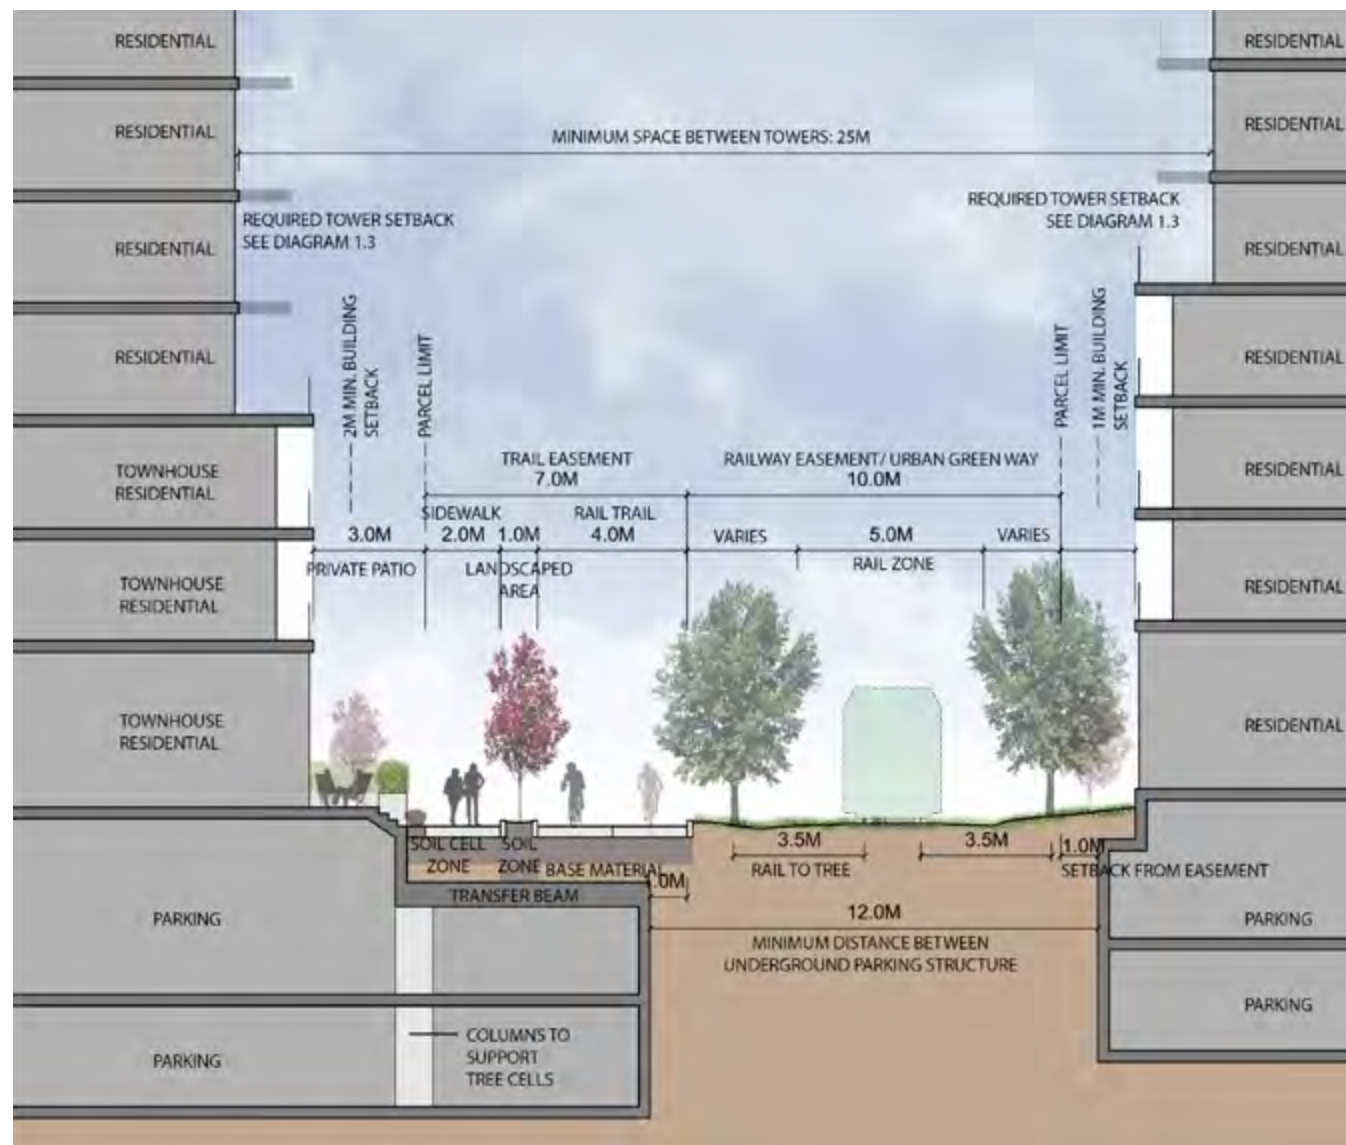 RESIDENTIAL
RESIDENTIAL
RESIDENTIAL
RESIDENTIAL
TOWNHOUSE
RESIDENTIAL
TOWNHOUSE
RESIDENTIAL
TOWNHOUSE
RESIDENTIAL
PARKING
PARKING
MINIMUM SPACE BETWEEN TOWERS: 25M
REQUIRED TOWER SETBACK
SEE DIAGRAM 1.3
REQUIRED TOWER SETBACK
SEE DIAGRAM 1.3
2M MIN. BUILDING
SETBACK
PARCEL LIMIT
PARCEL LIMIT
1M MIN. BUILDING
SETBACK
TRAIL EASEMENT
7.0M
RAILWAY EASEMENT/ URBAN GREEN WAY
10.0M
3.0M
PRIVATE PATIO
SIDEWALK
2.0M
1.0M
LANDSCAPED
AREA
RAIL TRAIL
4.0M
VARIES
5.0M
RAIL ZONE
VARIES
SOIL CELL
ZONE
SOIL
ZONE
BASE MATERIAL
1.0M
TRANSFER BEAM
3.5M
RAIL TO TREE
3.5M
1.0M
SETBACK FROM EASEMENT
12.0M
MINIMUM DISTANCE BETWEEN
UNDERGROUND PARKING STRUCTURE
COLUMNS TO
SUPPORT
TREE CELLS
RESIDENTIAL
RESIDENTIAL
RESIDENTIAL
RESIDENTIAL
RESIDENTIAL
RESIDENTIAL
RESIDENTIAL
PARKING
PARKING